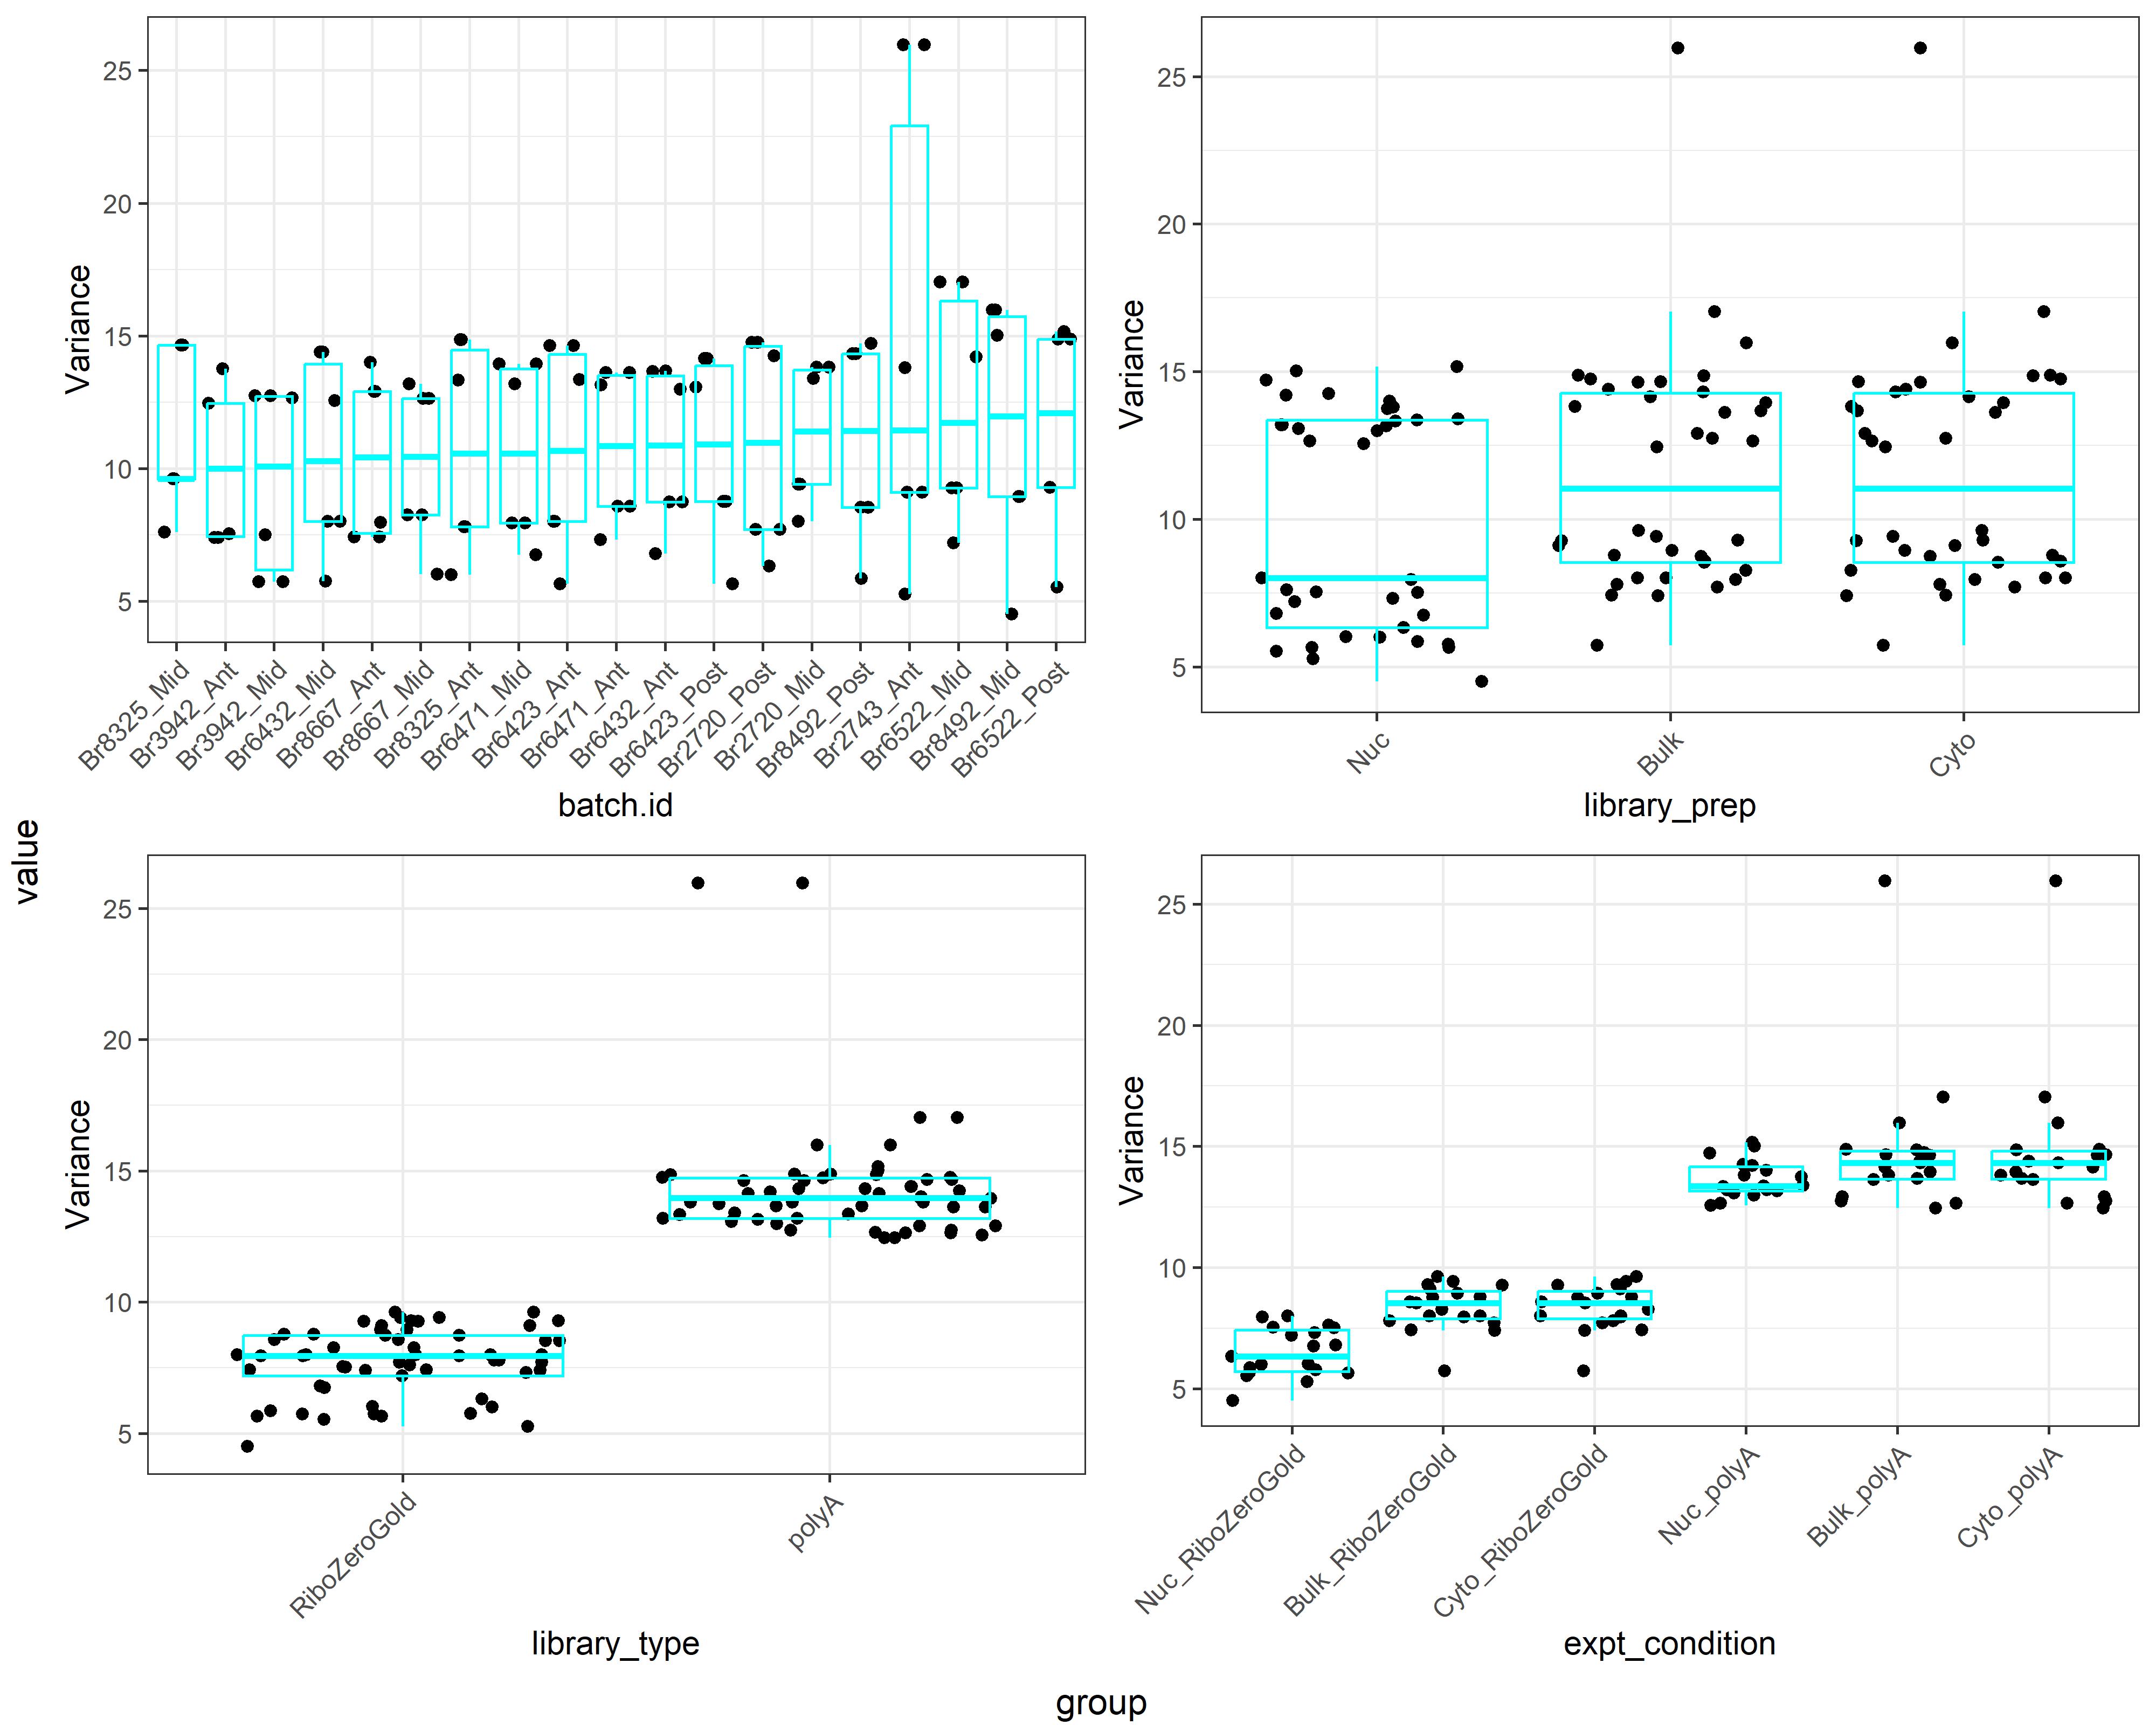 25
20
15
10
5
Variance
Br8325_Mid
Br3942_Ant
Br3942_Mid
Br6432_Mid
Br8667_Ant
Br8667_Mid
Br8325_Ant
Br6471_Mid
Br6423_Ant
Br6471_Ant
Br6432_Ant
Br6423_Post
Br2720_Post
Br2720_Mid
Br8492_Post
Br2743_Ant
Br6522_Mid
Br8492_Mid
Br6522_Post
batch.id
25
20
15
10
5
Variance
Nuc
Bulk
Cyto
library_prep
value
25
20
15
10
5
Variance
RiboZeroGold
polyA
library_type
25
20
15
10
5
Variance
Nuc_RiboZeroGold
Bulk_RiboZeroGold
Cyto_RiboZeroGold
Nuc_polyA
Bulk_polyA
Cyto_polyA
expt_condition
group